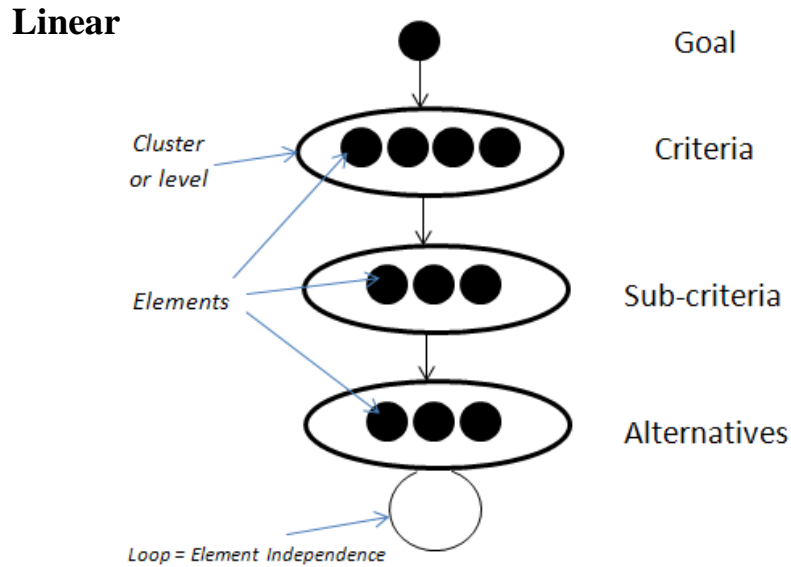 Linear
Goal
Cluster
or level
Criteria
Elements
Sub-criteria
Alternatives
Loop = Element Independence